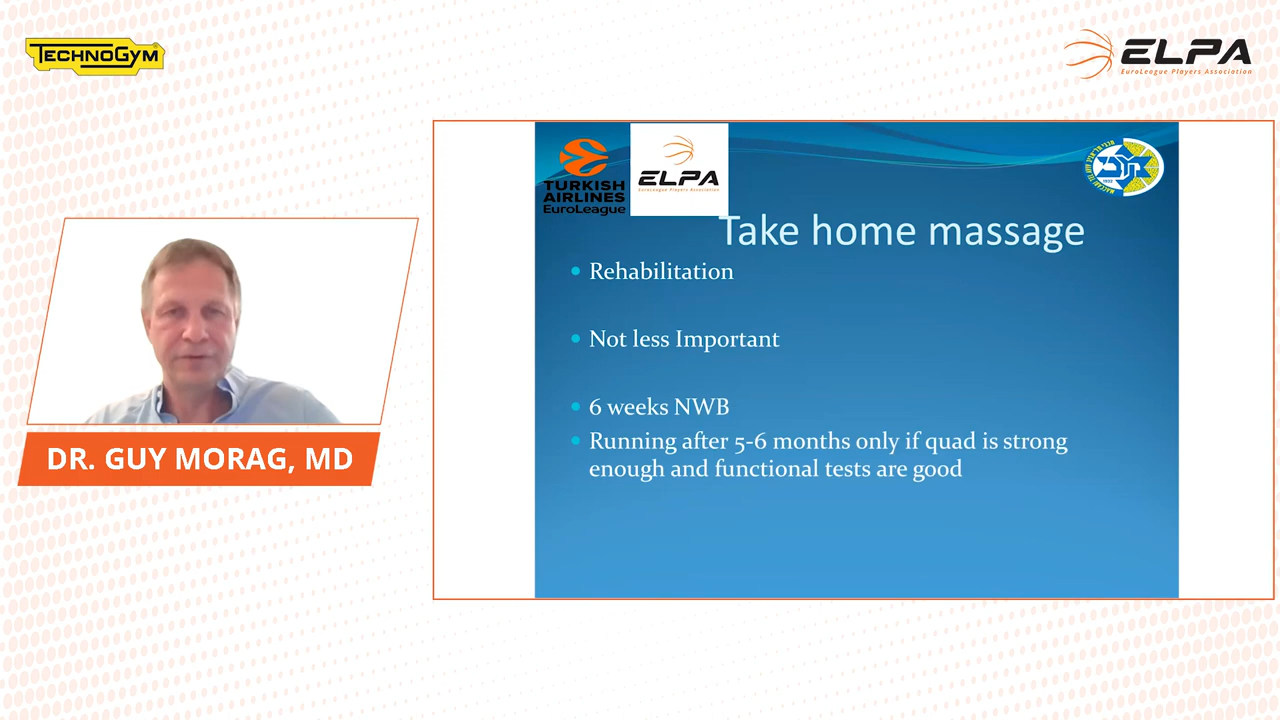 TECHNOGYM
ELPA
EuroLeague Players Association
TURKISH
AIRLINES
EuroLeague
ELPA
EuroLeague Players Association
Take home massage
Rehabilitation
Not less Important
6 weeks NWB
Running after 5-6 months only if quad is strong
enough and functional tests are good
DR. GUY MORAG, MD